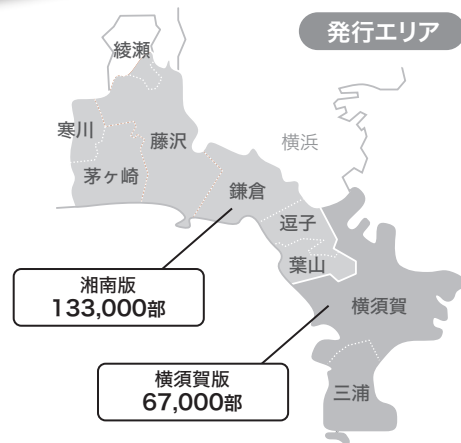 発行エリア
綾瀬
寒川
藤沢
横浜
茅ヶ崎
鎌倉
逗子
葉山
湘南版
133,000部
横須賀
横須賀版
67,000部
三浦